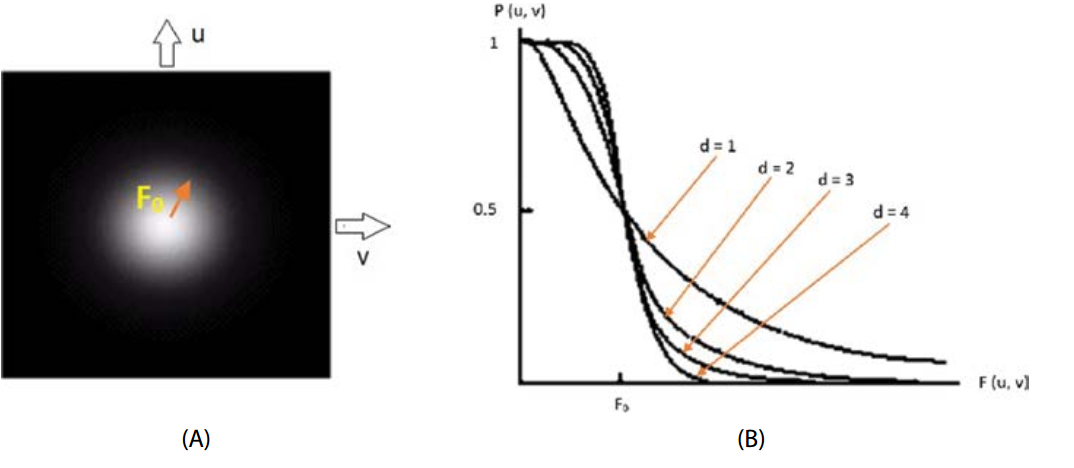 u
F₀
v
(A)
P (u, v)
1
0.5
d = 1
d = 2
d = 3
d = 4
F₀
F (u, v)
(B)